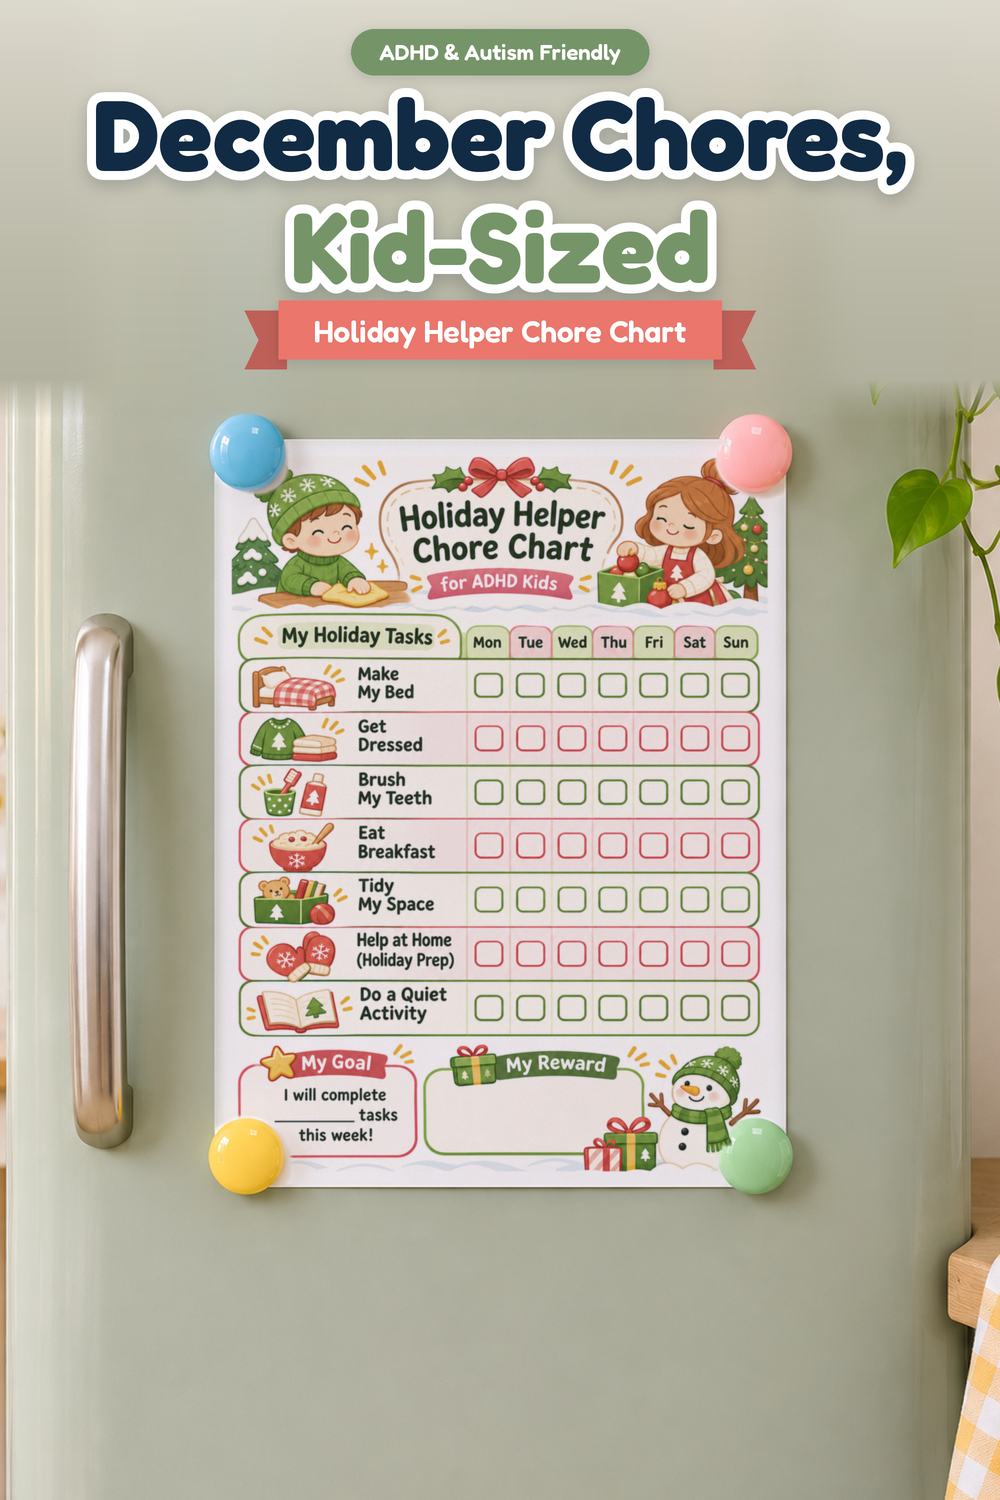 ADHD & Autism Friendly
December Chores,
Kid-Sized
Holiday Helper Chore Chart
Holiday Helper
Chore Chart
for ADHD Kids
My Holiday Tasks
Mon Tue Wed Thu Fri Sat Sun
Make
My Bed
Get
Dressed
Brush
My Teeth
Eat
Breakfast
Tidy
My Space
Help at Home
(Holiday Prep)
Do a Quiet
Activity
My Goal
I will complete
__________ tasks
this week!
My Reward